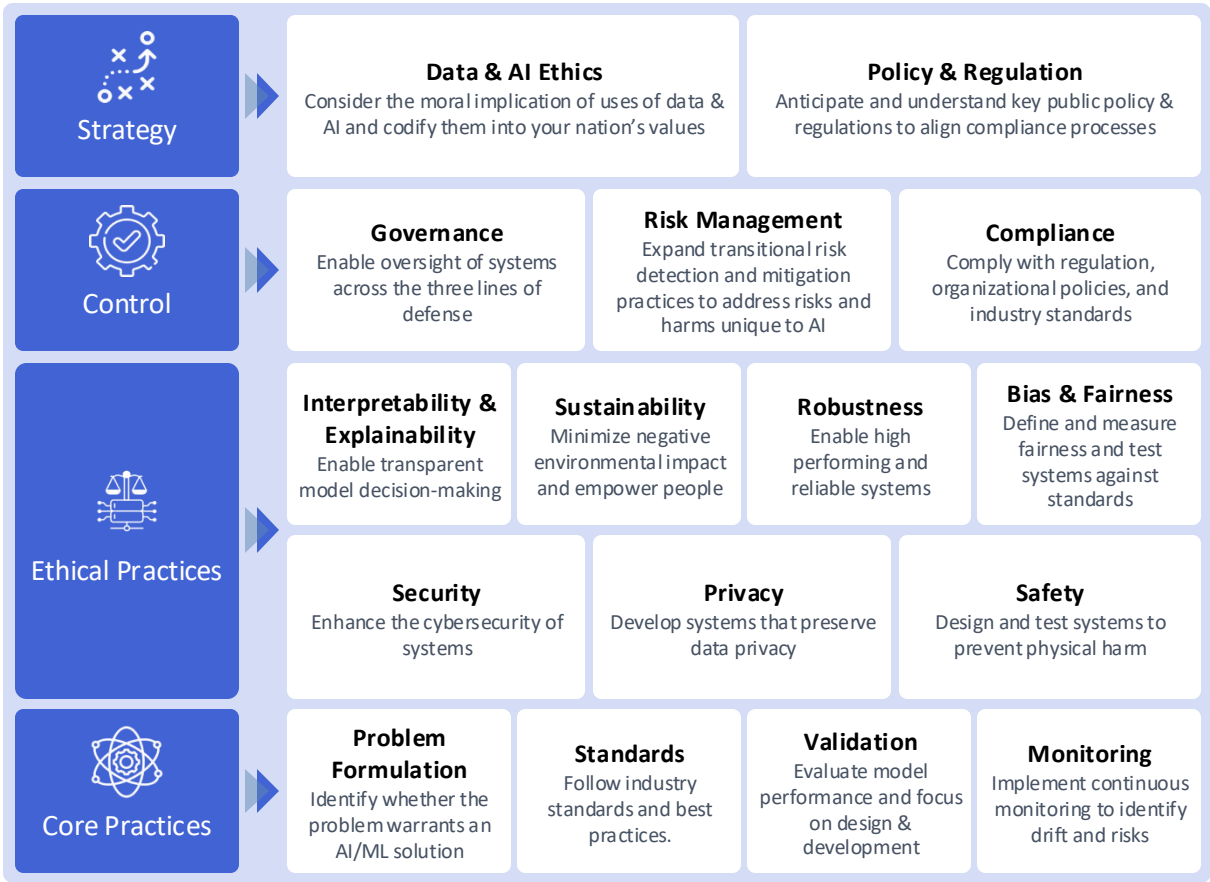 Strategy
Data & AI Ethics
Consider the moral implication of uses of data &
AI and codify them into your nation's values
Policy & Regulation
Anticipate and understand key public policy &
regulations to align compliance processes
Control
Governance
Enable oversight of systems
across the three lines of
defense
Risk Management
Expand transitional risk
detection and mitigation
practices to address risks and
harms unique to AI
Compliance
Comply with regulation,
organizational policies, and
industry standards
Ethical Practices
Interpretability &
Explainability
Enable transparent
model decision-making
Sustainability
Minimize negative
environmental impact
and empower people
Robustness
Enable high
performing and
reliable systems
Bias & Fairness
Define and measure
fairness and test
systems against
standards
Security
Enhance the cybersecurity of
systems
Privacy
Develop systems that preserve
data privacy
Safety
Design and test systems to
prevent physical harm
Core Practices
Problem
Formulation
Identify whether the
problem warrants an
AI/ML solution
Standards
Follow industry
standards and best
practices.
Validation
Evaluate model
performance and focus
on design &
development
Monitoring
Implement continuous
monitoring to identify
drift and risks